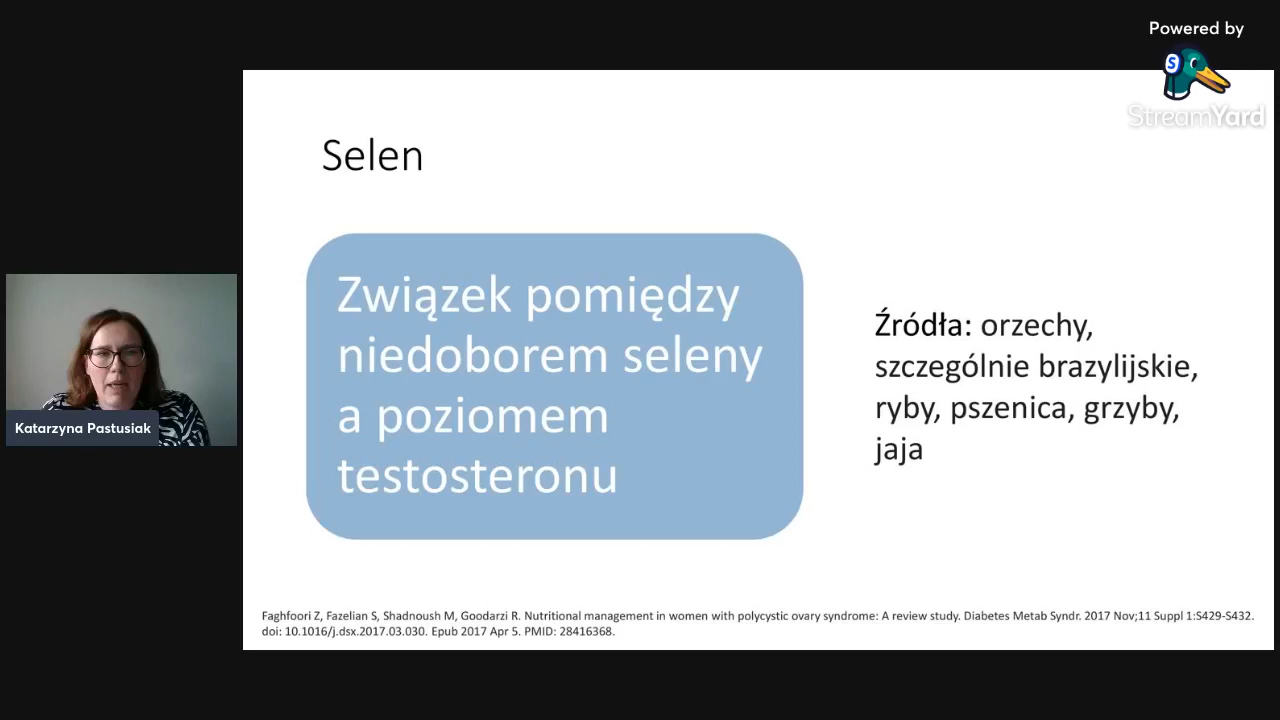 Powered by
S
StreamYard
Selen
Związek pomiędzy
niedoborem seleny
a poziomem
testosteronu
Źródła: orzechy,
szczególnie brazylijskie,
ryby, pszenica, grzyby,
jaja
Katarzyna Pastusiak
Faghfoori Z, Fazelian S, Shadnoush M, Goodarzi R. Nutritional management in women with polycystic ovary syndrome: A review study. Diabetes Metab Syndr. 2017 Nov;11 Suppl 1:S429-S432.
doi: 10.1016/j.dsx.2017.03.030. Epub 2017 Apr 5. PMID: 28416368.